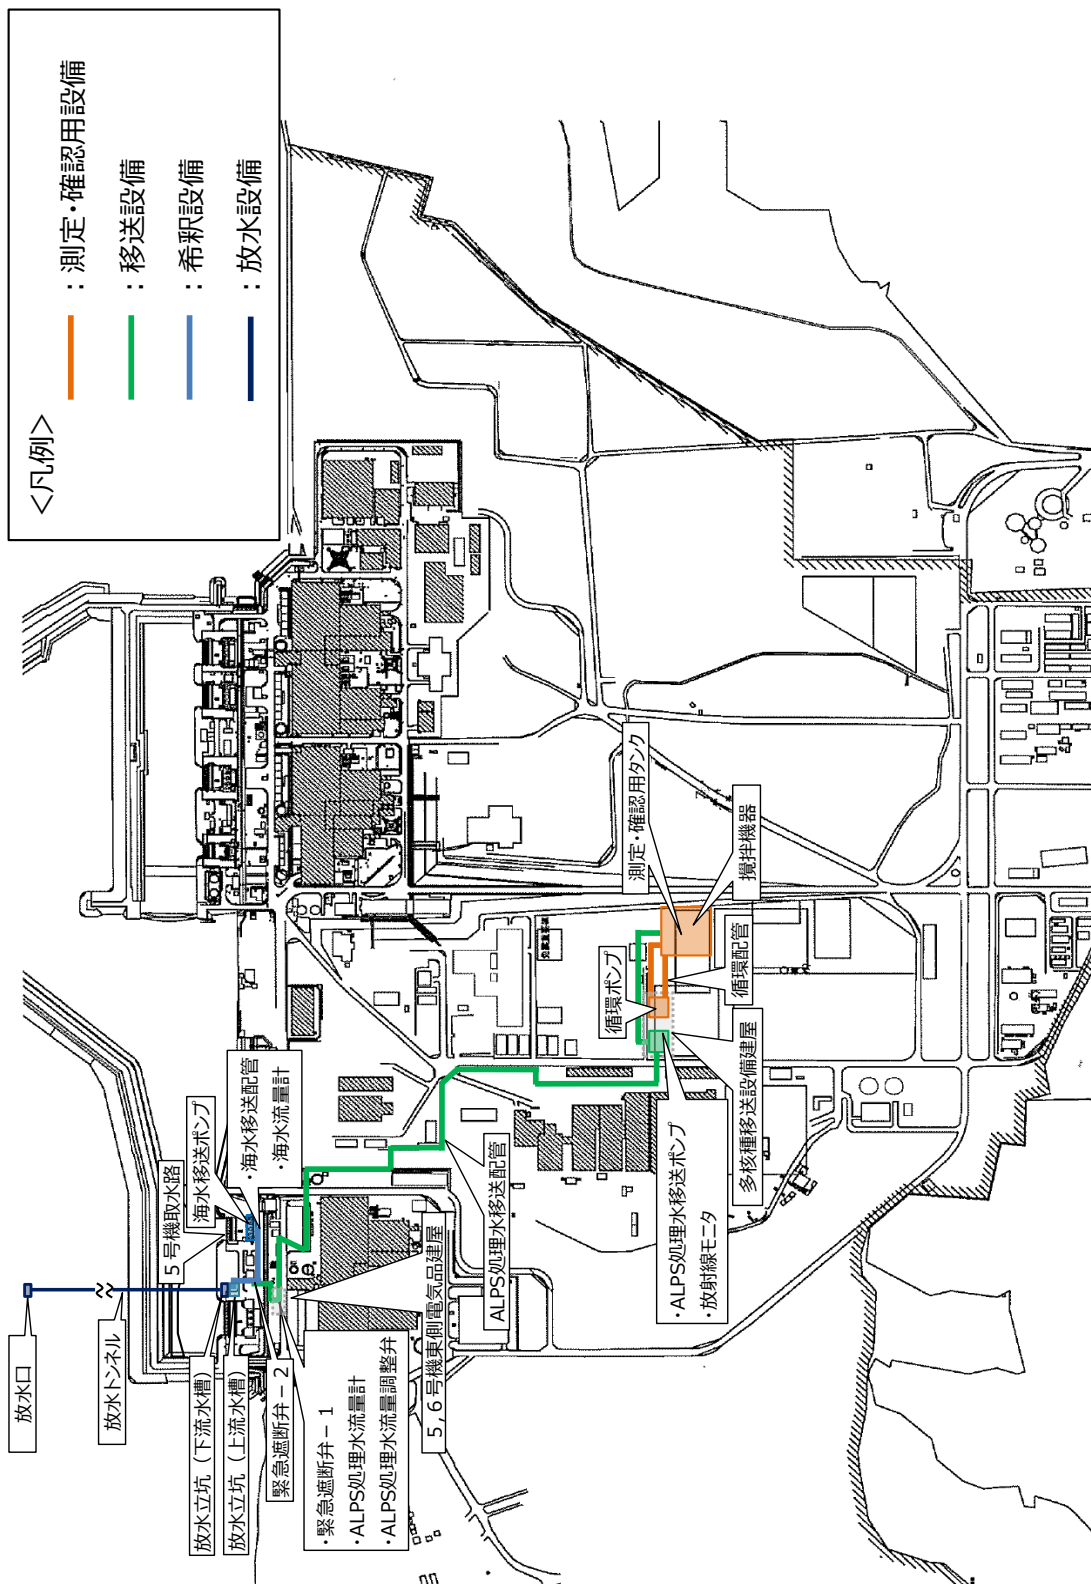 <凡例>
：測定・確認用設備
：移送設備
：希釈設備
：放水設備
放水口
放水トンネル
放水立坑（下流水槽）
放水立坑（上流水槽）
緊急遮断弁－２
・緊急遮断弁－１
・ALPS処理水流量計
・ALPS処理水流量調整弁
5,6号機東側電気品建屋
５号機取水路
海水移送ポンプ
・海水移送配管
・海水流量計
ALPS処理水移送配管
・ALPS処理水移送ポンプ
・放射線モニタ
多核種移送設備建屋
循環ポンプ
循環配管
測定・確認用タンク
攪拌機器